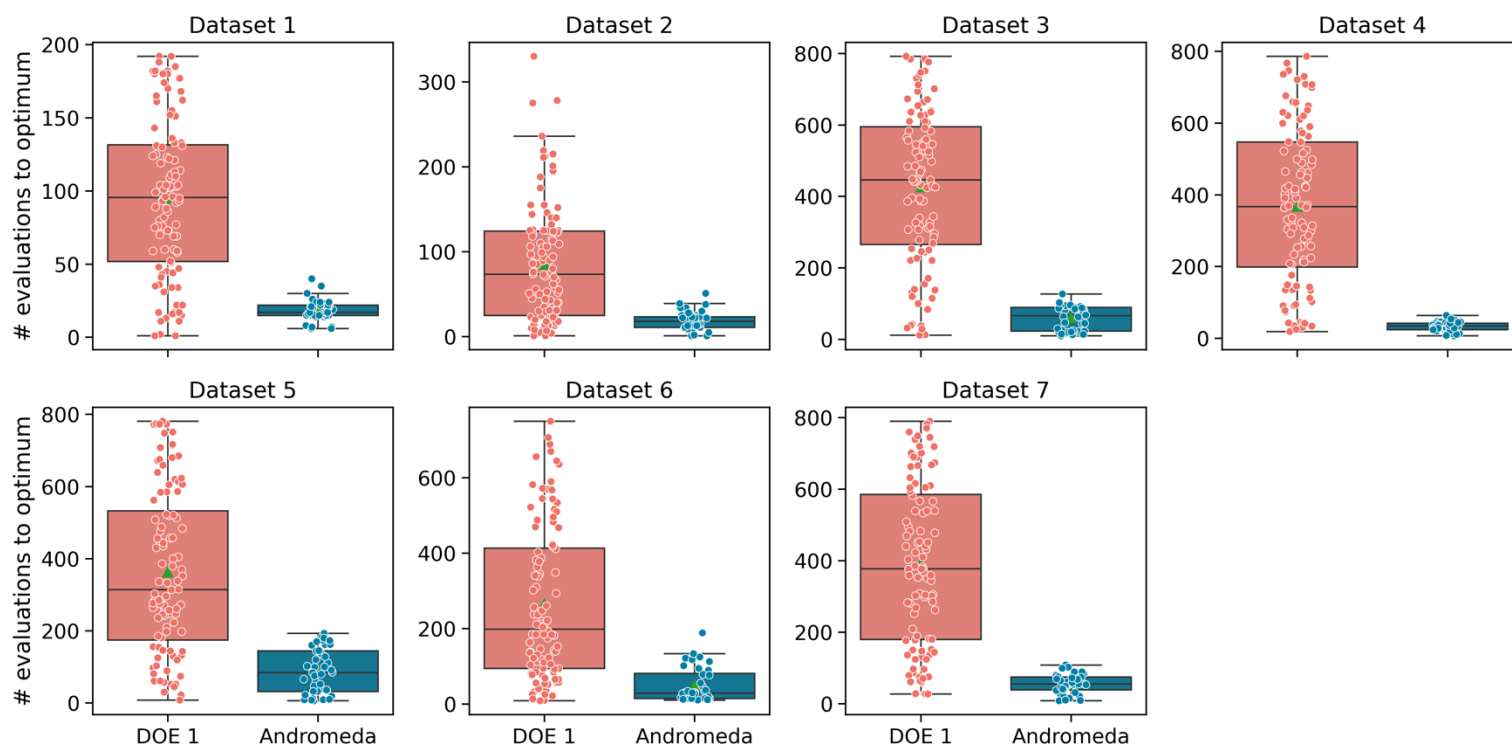 Dataset 1
Dataset 2
Dataset 3
Dataset 4
# evaluations to optimum
200
150
100
50
0
300
200
100
0
800
600
400
200
0
800
600
400
200
0
Dataset 5
Dataset 6
Dataset 7
# evaluations to optimum
800
600
400
200
0
600
400
200
0
800
600
400
200
0
DOE 1 Andromeda
DOE 1 Andromeda
DOE 1 Andromeda